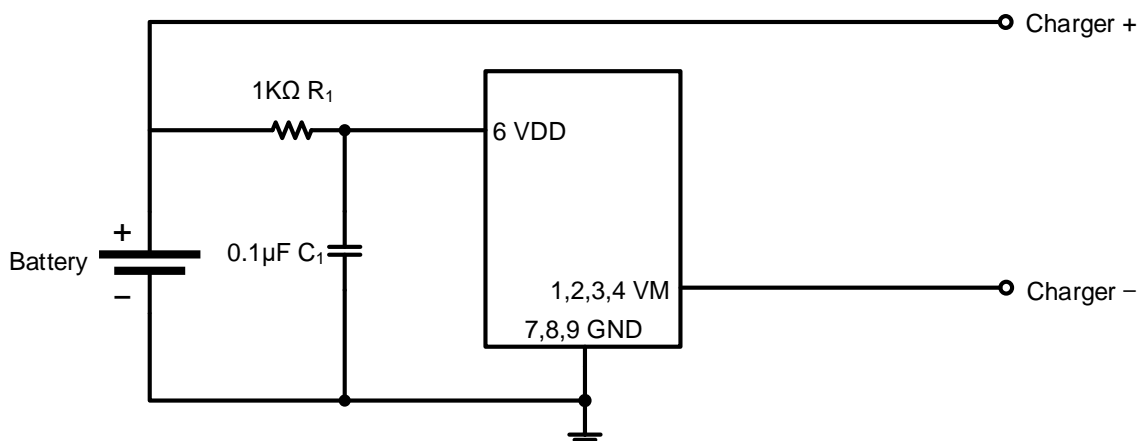 Charger +
1KΩ R₁
6 VDD
+
Battery
0.1μF C₁
−
1,2,3,4 VM
Charger −
7,8,9 GND